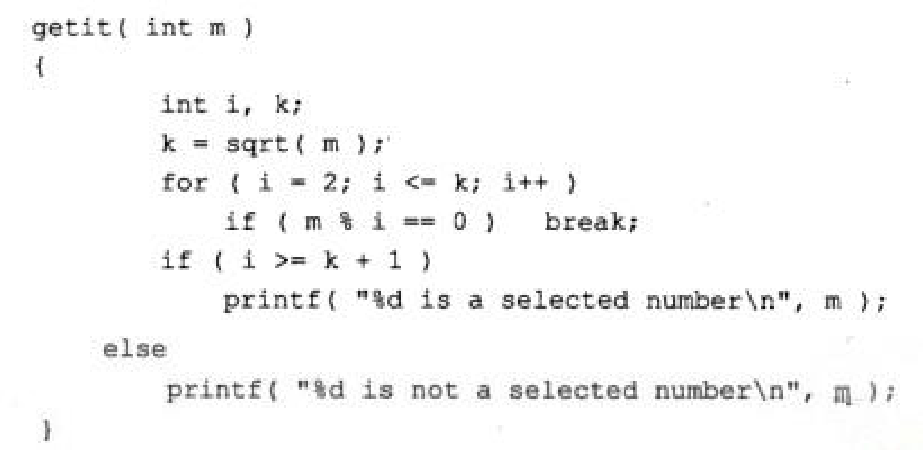 getit( int m )
{
int i, k;
k = sqrt( m );
for ( i = 2; i <= k; i++ )
if ( m % i == 0 ) break;
if ( i >= k + 1 )
printf( "%d is a selected number\n", m );
else
printf( "%d is not a selected number\n", m );
}